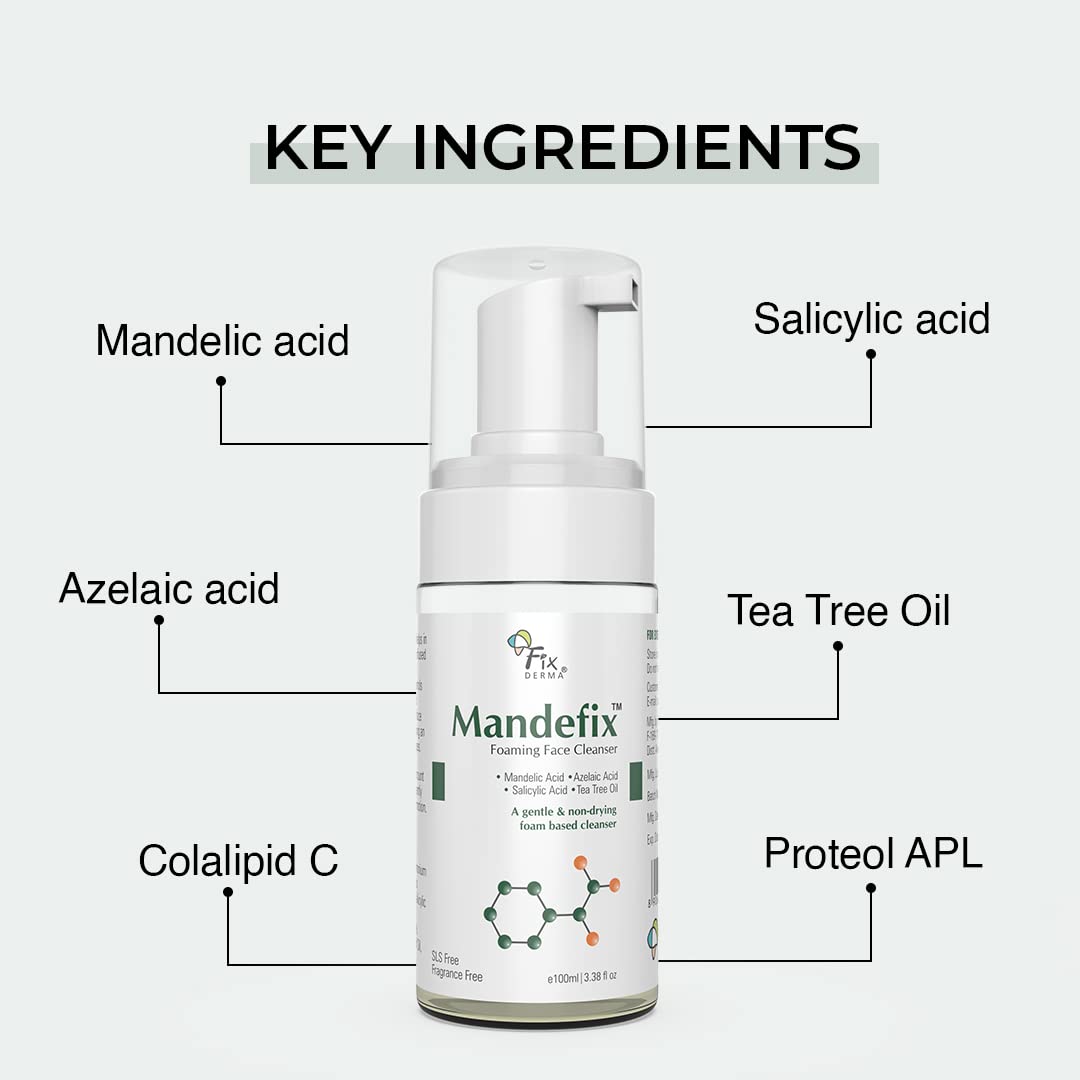 KEY INGREDIENTS
Mandelic acid
Salicylic acid
Azelaic acid
Tea Tree Oil
Colalipid C
Proteol APL
Fix
DERMA®
Mandefix™
Foaming Face Cleanser
• Mandelic Acid • Azelaic Acid
• Salicylic Acid • Tea Tree Oil
A gentle & non-drying
foam based cleanser
SLS Free
Fragrance Free
e100ml | 3.38 fl oz